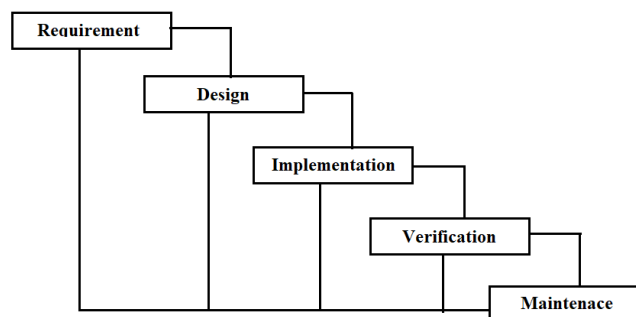 Requirement
Design
Implementation
Verification
Maintenace